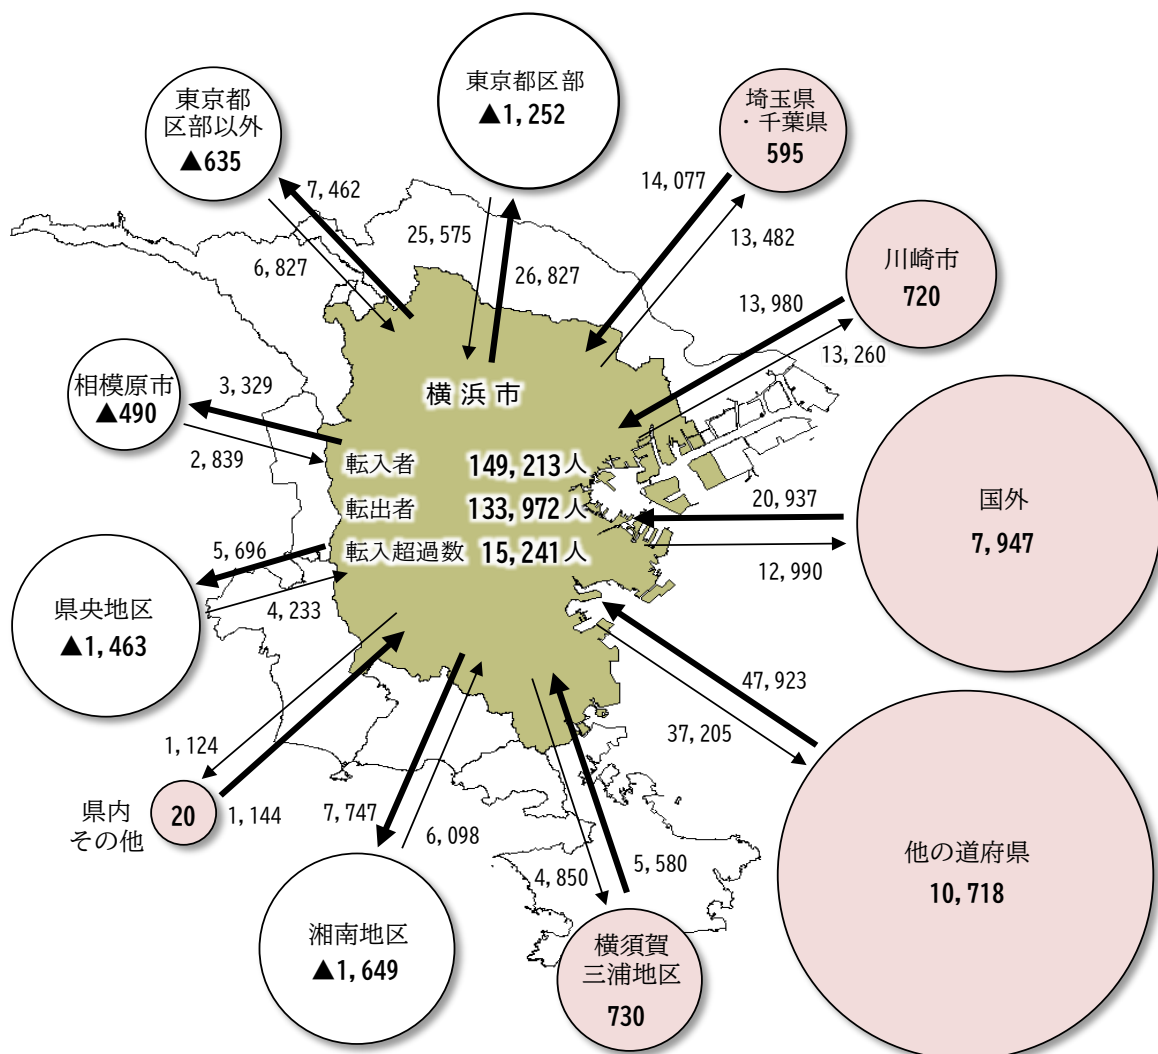 東京都
区部以外
▲635
東京都区部
▲1,252
埼玉県
・千葉県
595
7,462
6,827
25,575
26,827
14,077
13,482
川崎市
720
13,980
13,260
相模原市
▲490
3,329
2,839
横浜市
転入者 149,213人
転出者 133,972人
転入超過数 15,241人
国外
7,947
20,937
12,990
県央地区
▲1,463
5,696
4,233
47,923
37,205
他の道府県
10,718
県内
その他
20
1,124
1,144
湘南地区
▲1,649
7,747
6,098
横須賀
三浦地区
730
4,850
5,580